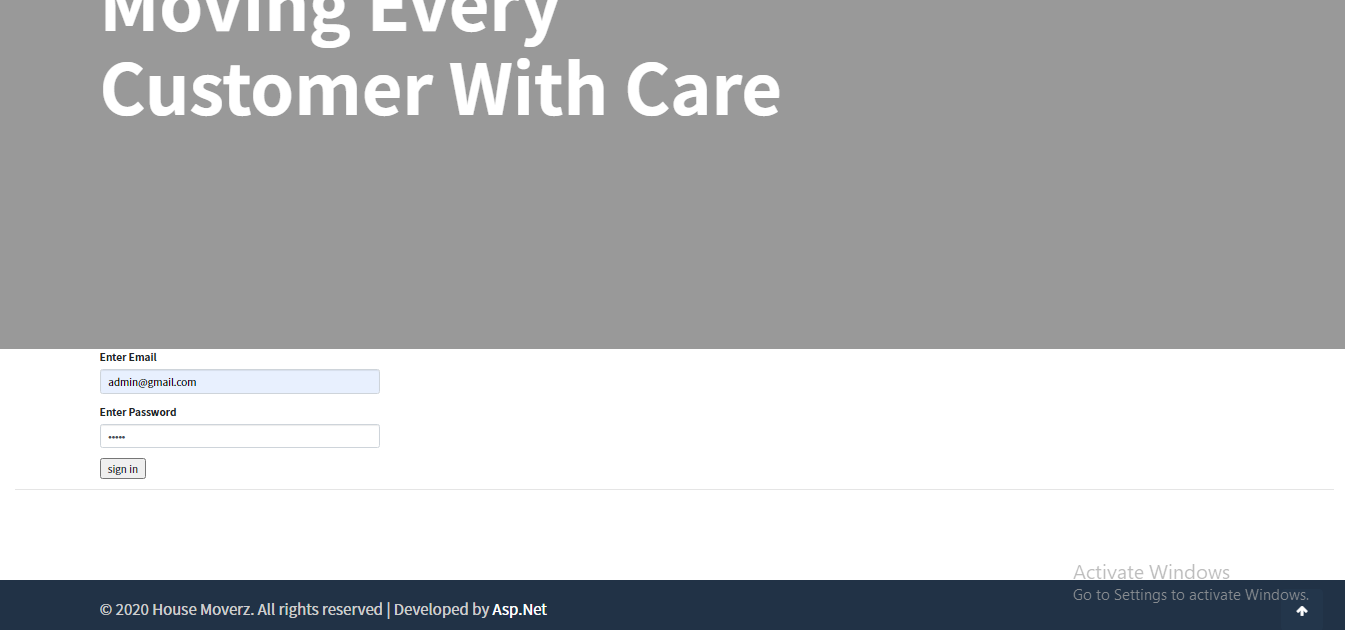 Moving Every
Customer With Care
Enter Email
admin@gmail.com
Enter Password
•••••
sign in
Activate Windows
Go to Settings to activate Windows.
© 2020 House Moverz. All rights reserved | Developed by Asp.Net